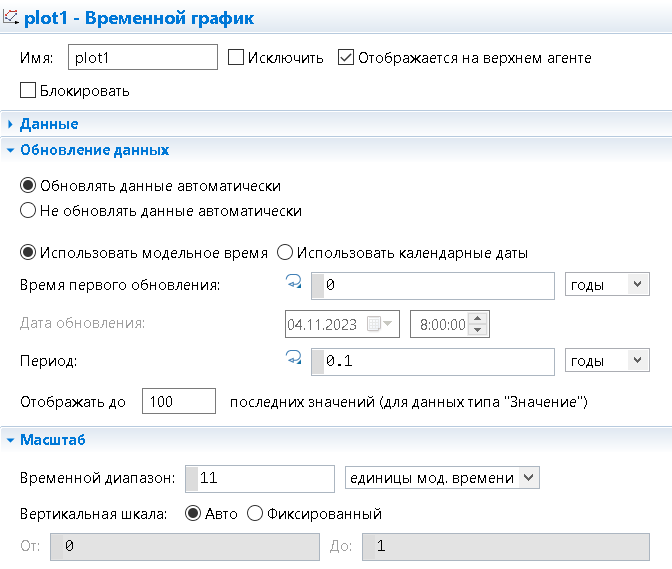 plot1 - Временной график
Имя: plot1 Исключить Отображается на верхнем агенте
Блокировать
Данные
Обновление данных
Обновлять данные автоматически
Не обновлять данные автоматически
Использовать модельное время Использовать календарные даты
Время первого обновления: 0 годы
Дата обновления: 04.11.2023 8:00:00
Период: 0.1 годы
Отображать до 100 последних значений (для данных типа "Значение")
Масштаб
Временной диапазон: 11 единицы мод. времени
Вертикальная шкала: Авто Фиксированный
От: 0 До: 1